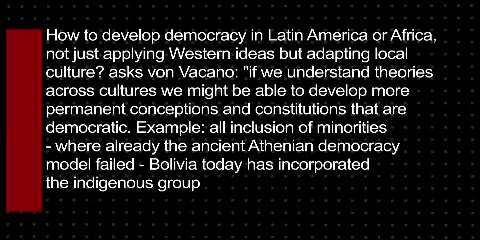 How to develop democracy in Latin America or Africa,
not just applying Western ideas but adapting local
culture? asks von Vacano: "if we understand theories
across cultures we might be able to develop more
permanent conceptions and constitutions that are
democratic. Example: all inclusion of minorities
- where already the ancient Athenian democracy
model failed - Bolivia today has incorporated
the indigenous group